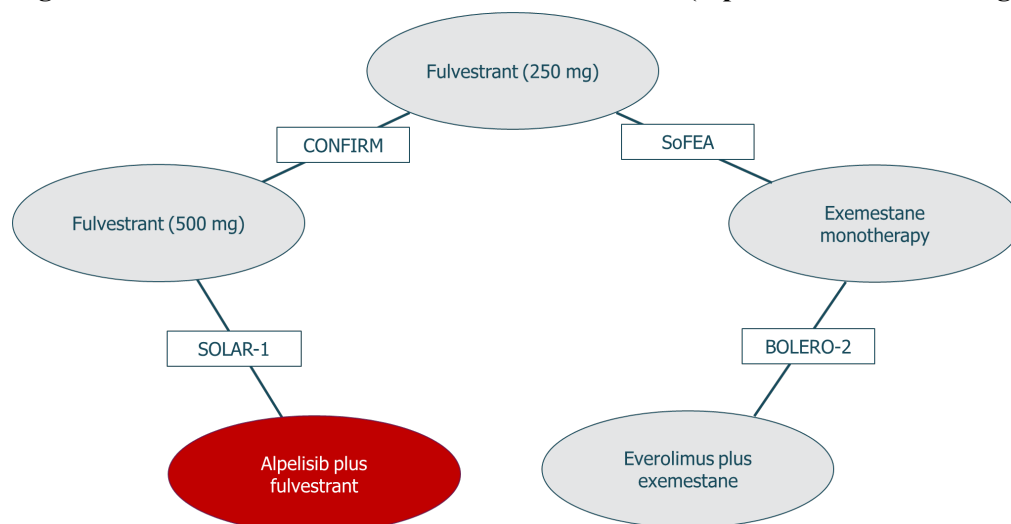 Fulvestrant (250 mg)
CONFIRM
SoFEA
Fulvestrant (500 mg)
Exemestane
monotherapy
SOLAR-1
BOLERO-2
Alpelisib plus
fulvestrant
Everolimus plus
exemestane